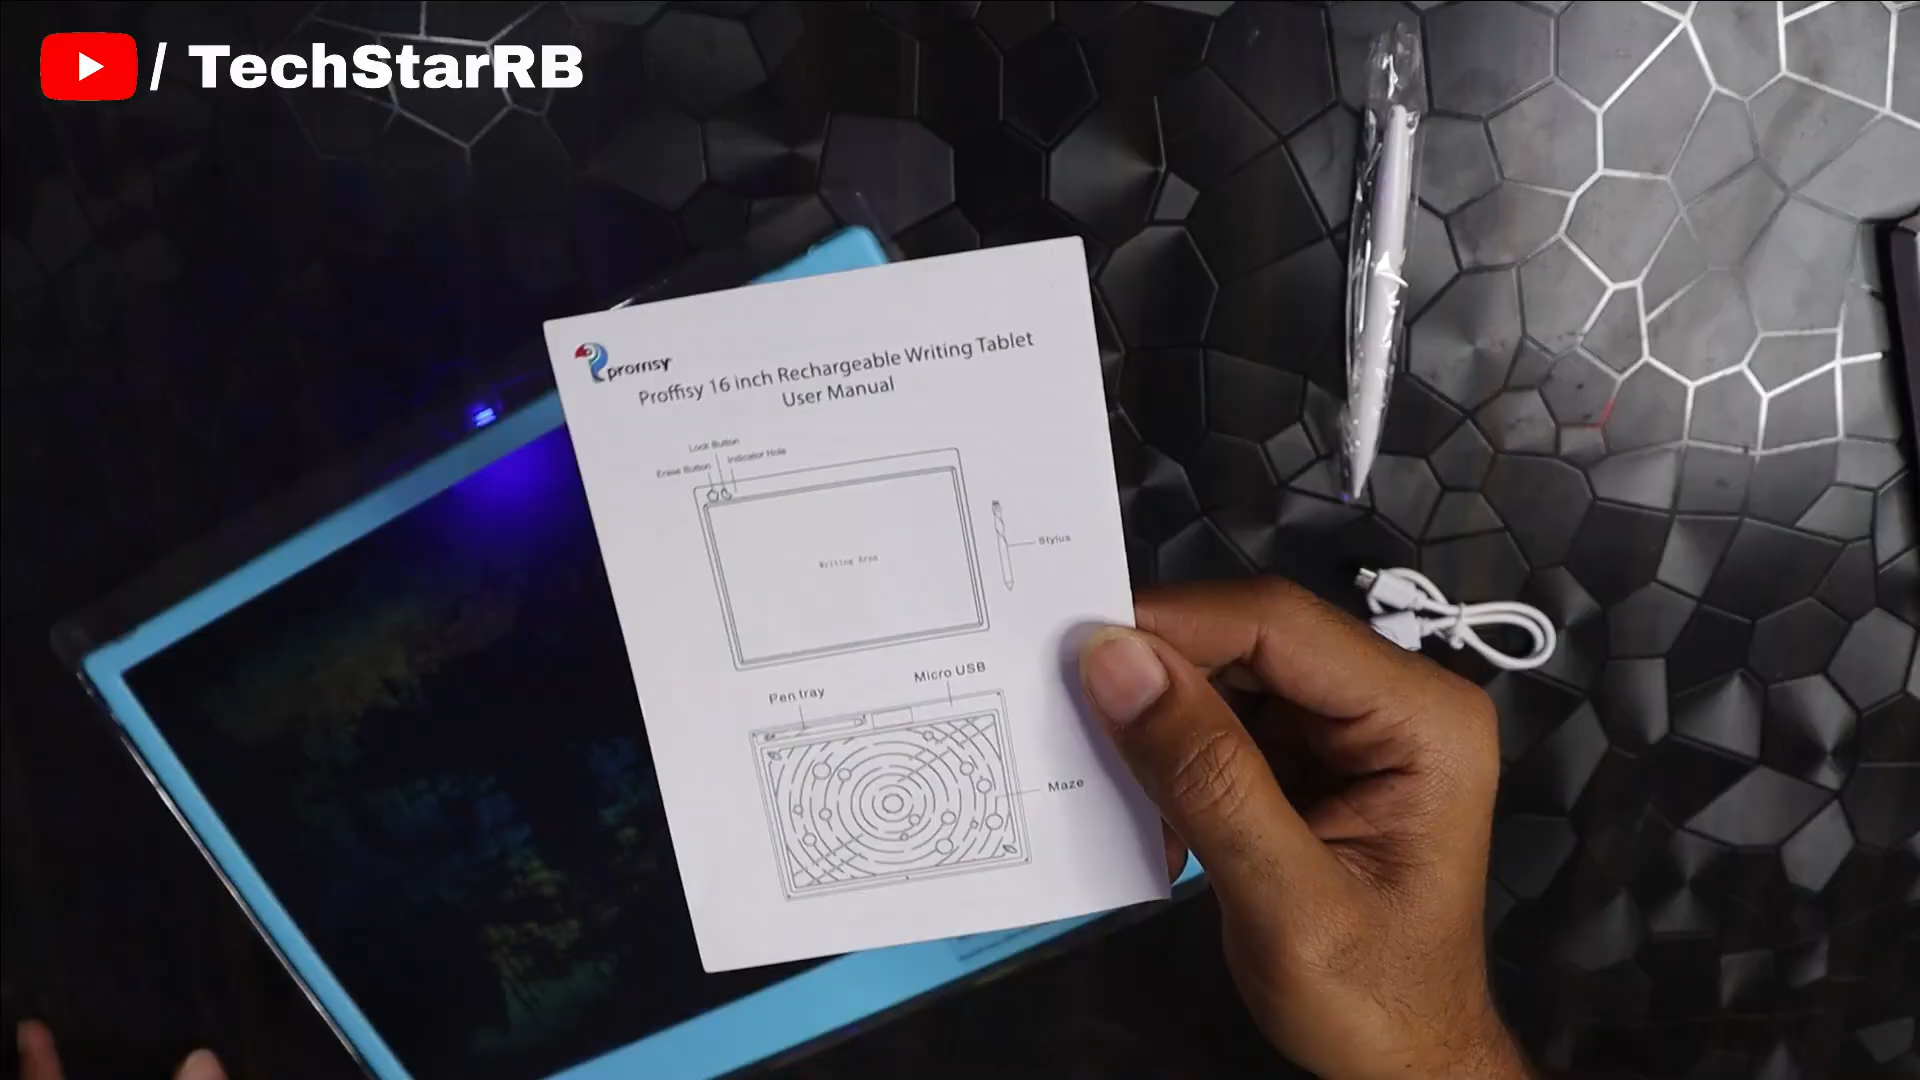 / TechStarRB
proffisy
Proffisy 16 inch Rechargeable Writing Tablet
User Manual
Lock Button
Erase Button
Indicator Hole
Writing Area
Stylus
Micro USB
Pen tray
Maze